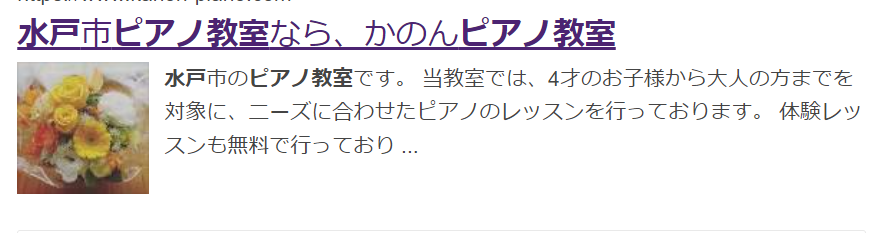 水戸市ピアノ教室なら、かのんピアノ教室
水戸市のピアノ教室です。 当教室では、4才のお子様から大人の方までを
対象に、ニーズに合わせたピアノのレッスンを行っております。 体験レッ
スンも無料で行っており ...